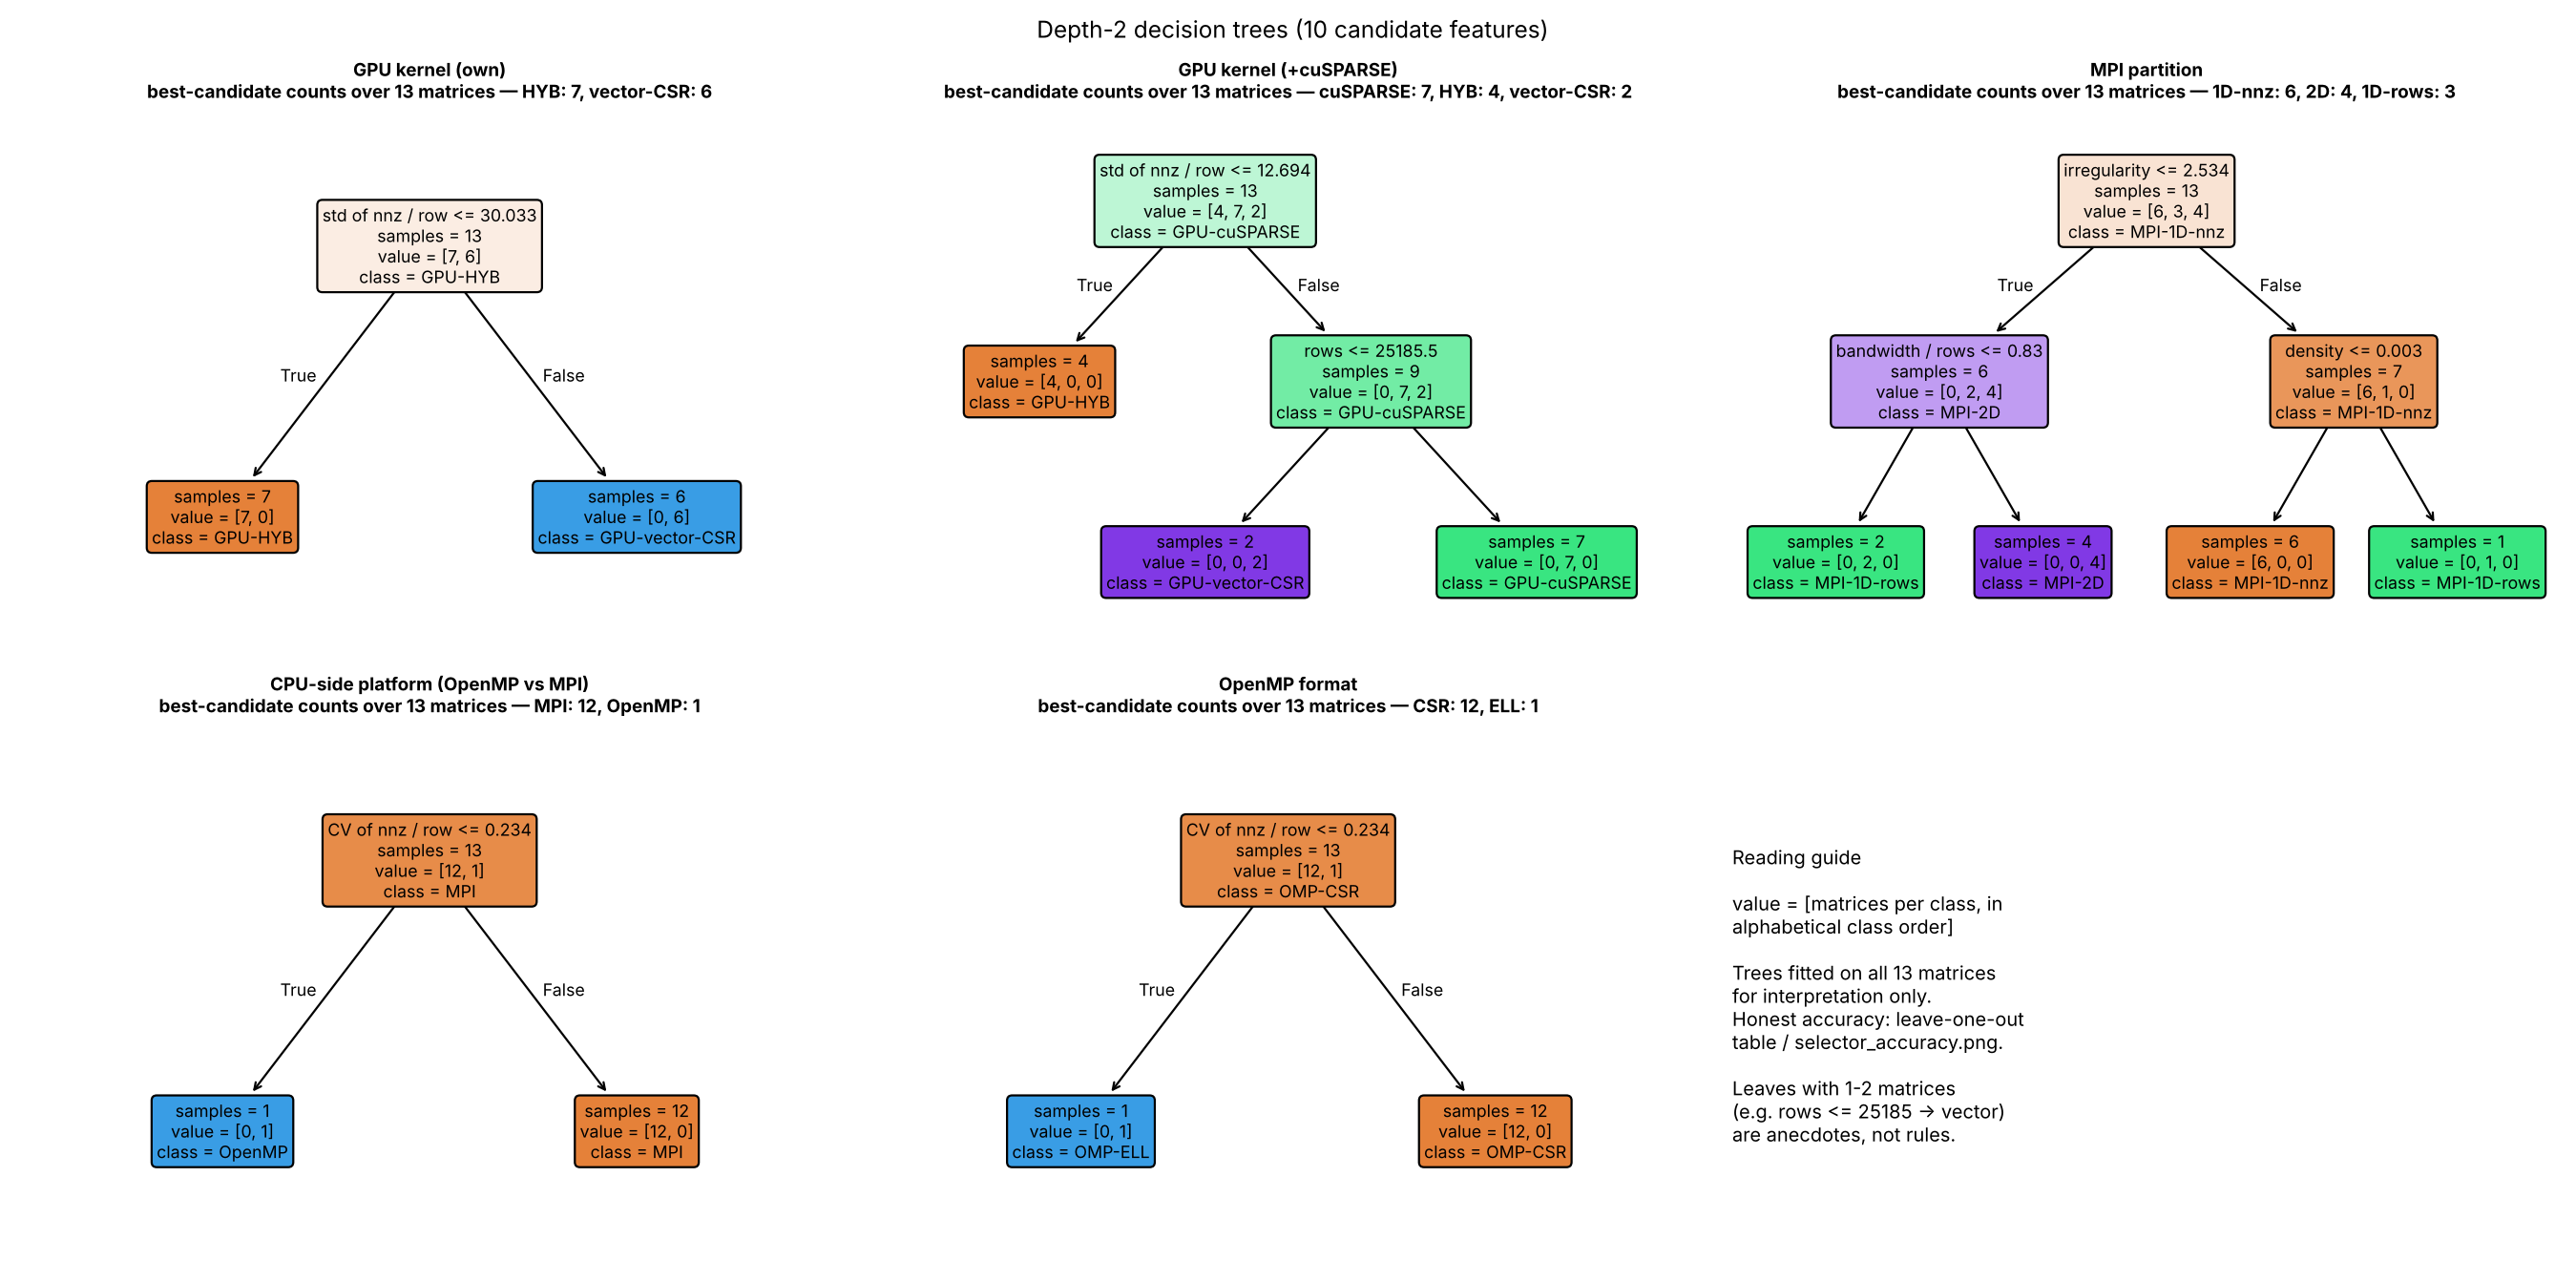 Depth-2 decision trees (10 candidate features)
GPU kernel (own)
best-candidate counts over 13 matrices — HYB: 7, vector-CSR: 6
std of nnz / row <= 30.033
samples = 13
value = [7, 6]
class = GPU-HYB
True
False
samples = 7
value = [7, 0]
class = GPU-HYB
samples = 6
value = [0, 6]
class = GPU-vector-CSR
GPU kernel (+cuSPARSE)
best-candidate counts over 13 matrices — cuSPARSE: 7, HYB: 4, vector-CSR: 2
std of nnz / row <= 12.694
samples = 13
value = [4, 7, 2]
class = GPU-cuSPARSE
True
False
samples = 4
value = [4, 0, 0]
class = GPU-HYB
rows <= 25185.5
samples = 9
value = [0, 7, 2]
class = GPU-cuSPARSE
samples = 2
value = [0, 0, 2]
class = GPU-vector-CSR
samples = 7
value = [0, 7, 0]
class = GPU-cuSPARSE
MPI partition
best-candidate counts over 13 matrices — 1D-nnz: 6, 2D: 4, 1D-rows: 3
irregularity <= 2.534
samples = 13
value = [6, 3, 4]
class = MPI-1D-nnz
True
False
bandwidth / rows <= 0.83
samples = 6
value = [0, 2, 4]
class = MPI-2D
density <= 0.003
samples = 7
value = [6, 1, 0]
class = MPI-1D-nnz
samples = 2
value = [0, 2, 0]
class = MPI-1D-rows
samples = 4
value = [0, 0, 4]
class = MPI-2D
samples = 6
value = [6, 0, 0]
class = MPI-1D-nnz
samples = 1
value = [0, 1, 0]
class = MPI-1D-rows
CPU-side platform (OpenMP vs MPI)
best-candidate counts over 13 matrices — MPI: 12, OpenMP: 1
CV of nnz / row <= 0.234
samples = 13
value = [12, 1]
class = MPI
True
False
samples = 1
value = [0, 1]
class = OpenMP
samples = 12
value = [12, 0]
class = MPI
OpenMP format
best-candidate counts over 13 matrices — CSR: 12, ELL: 1
CV of nnz / row <= 0.234
samples = 13
value = [12, 1]
class = OMP-CSR
True
False
samples = 1
value = [0, 1]
class = OMP-ELL
samples = 12
value = [12, 0]
class = OMP-CSR
Reading guide
value = [matrices per class, in
alphabetical class order]
Trees fitted on all 13 matrices
for interpretation only.
Honest accuracy: leave-one-out
table / selector_accuracy.png.
Leaves with 1-2 matrices
(e.g. rows <= 25185 → vector)
are anecdotes, not rules.